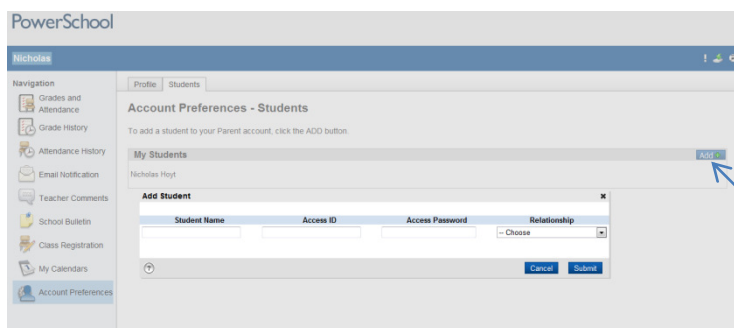 PowerSchool
Nicholas
!
Navigation
Grades and
Attendance
Grade History
Attendance History
Email Notification
Teacher Comments
School Bulletin
Class Registration
My Calendars
Account Preferences
Profile Students
Account Preferences - Students
To add a student to your Parent account, click the ADD button.
My Students Add
Nicholas Hoyt
Add Student x
Student Name Access ID Access Password Relationship
-- Choose
? Cancel Submit